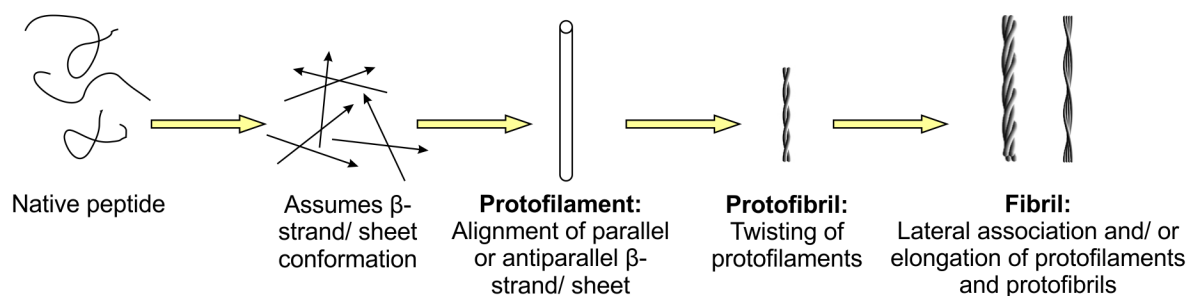 Native peptide
Assumes β-
strand/ sheet
conformation
Protofilament:
Alignment of parallel
or antiparallel β-
strand/ sheet
Protofibril:
Twisting of
protofilaments
Fibril:
Lateral association and/ or
elongation of protofilaments
and protofibrils